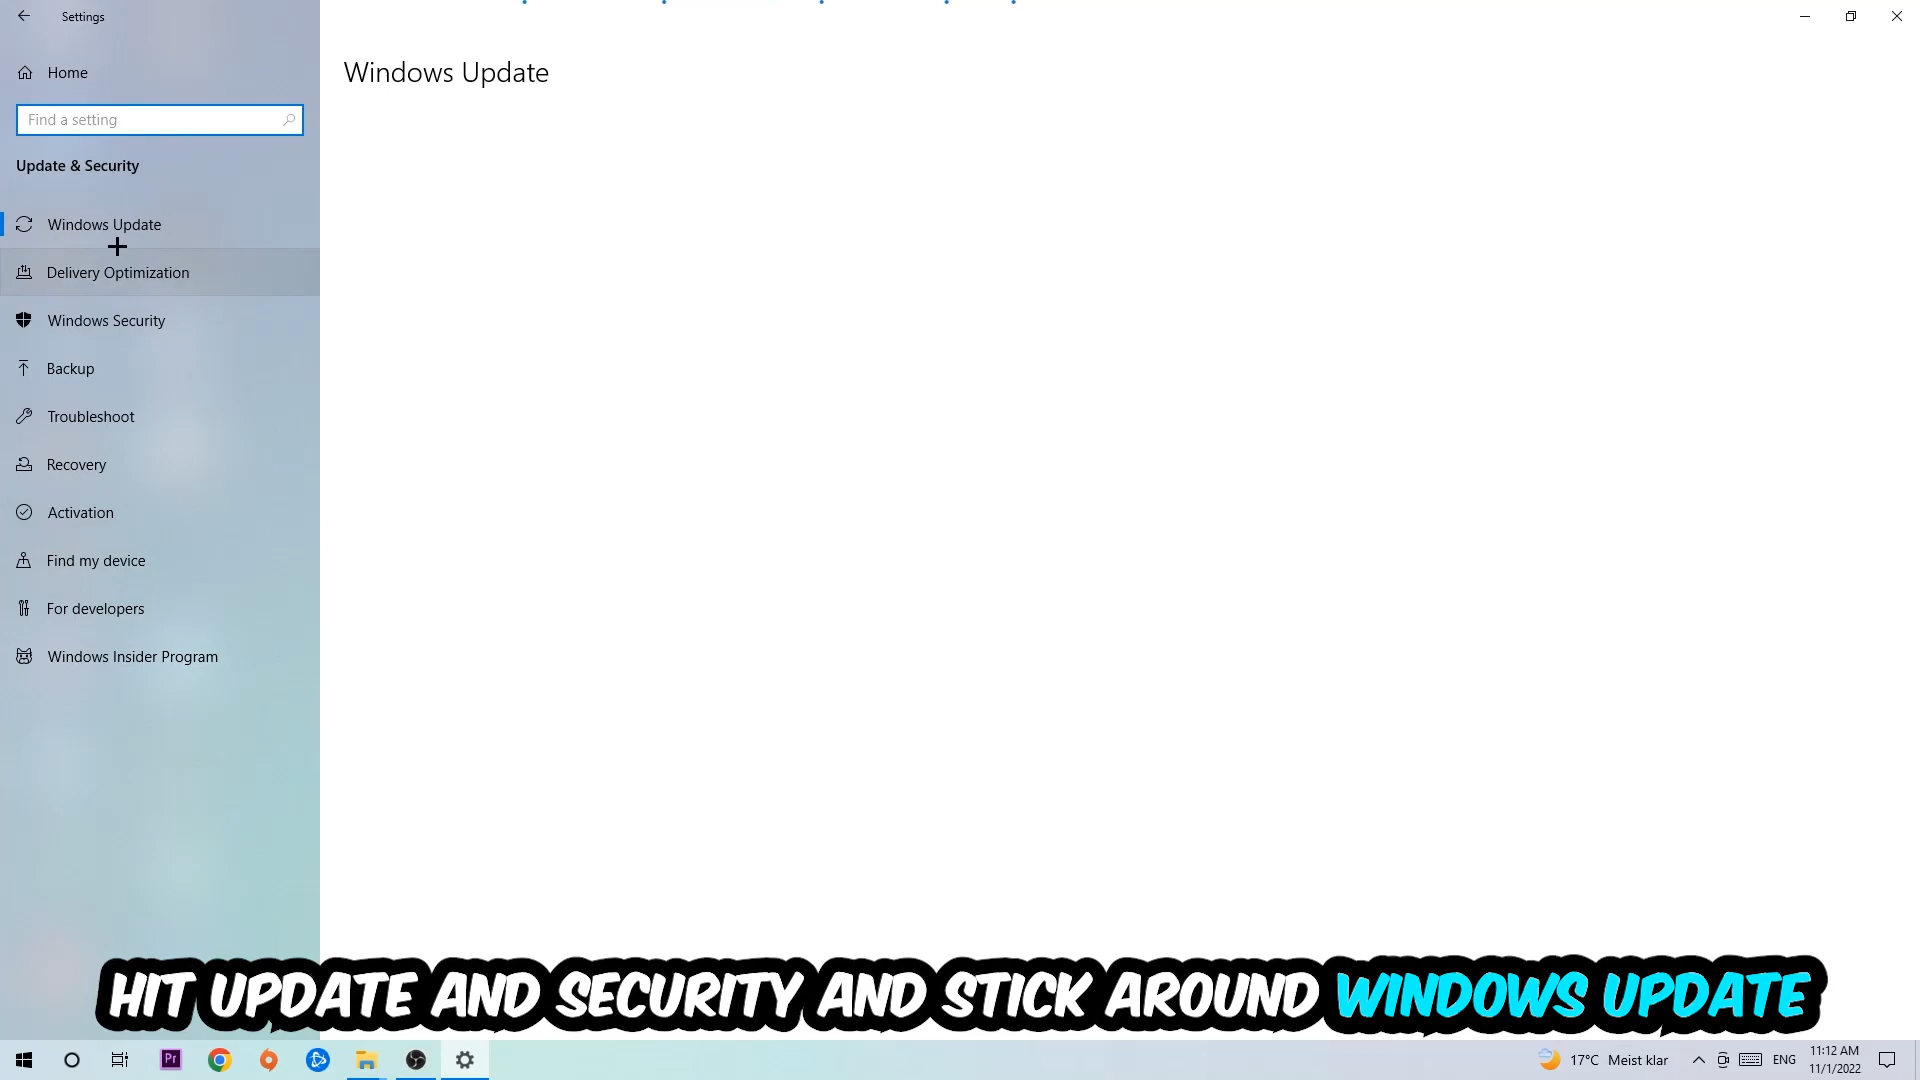 Settings
Home
Find a setting
Update & Security
Windows Update
Delivery Optimization
Windows Security
Backup
Troubleshoot
Recovery
Activation
Find my device
For developers
Windows Insider Program
Windows Update
HIT UPDATE AND SECURITY AND STICK AROUND WINDOWS UPDATE
Pr
17°C Meist klar
ENG
11:12 AM
11/1/2022